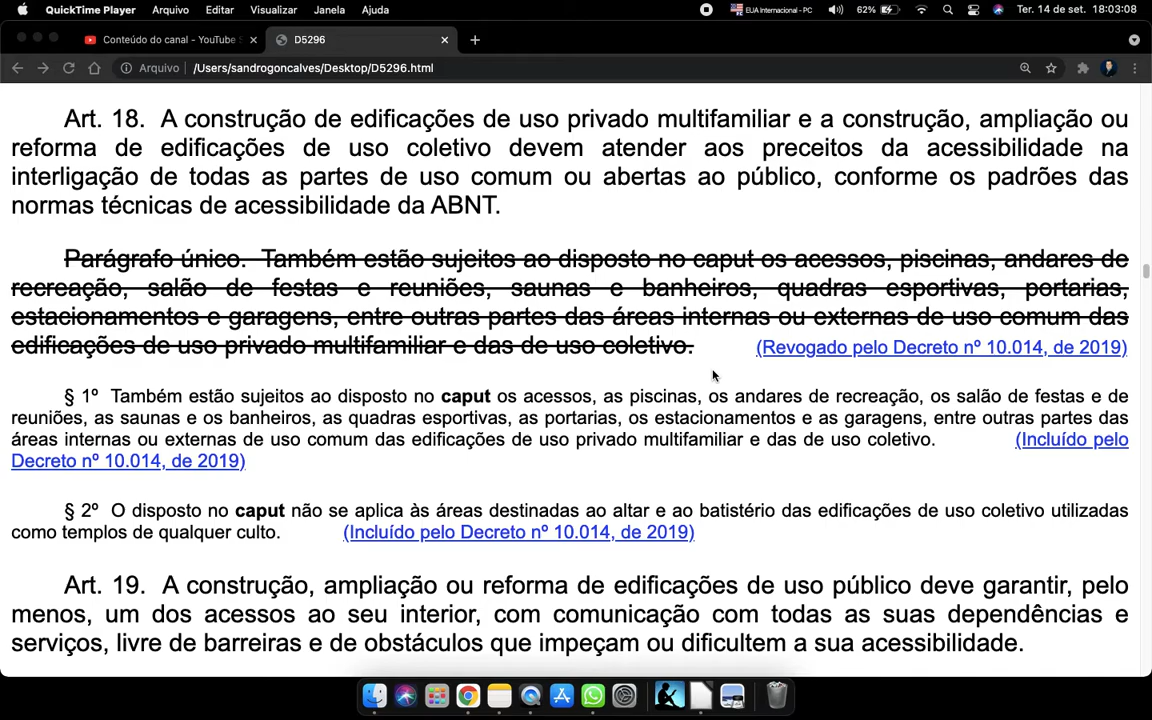 QuickTime Player Arquivo Editar Visualizar Janela Ajuda EUA Internacional - PC 62% Ter. 14 de set. 18:03:08
Conteúdo do canal - YouTube D5296
Arquivo /Users/sandrogoncalves/Desktop/D5296.html
Art. 18. A construção de edificações de uso privado multifamiliar e a construção, ampliação ou
reforma de edificações de uso coletivo devem atender aos preceitos da acessibilidade na
interligação de todas as partes de uso comum ou abertas ao público, conforme os padrões das
normas técnicas de acessibilidade da ABNT.
Parágrafo único. Também estão sujeitos ao disposto no caput os acessos, piscinas, andares de
recreação, salão de festas e reuniões, saunas e banheiros, quadras esportivas, portarias,
estacionamentos e garagens, entre outras partes das áreas internas ou externas de uso comum das
edificações de uso privado multifamiliar e das de uso coletivo. (Revogado pelo Decreto nº 10.014, de 2019)
§ 1º Também estão sujeitos ao disposto no caput os acessos, as piscinas, os andares de recreação, os salão de festas e de
reuniões, as saunas e os banheiros, as quadras esportivas, as portarias, os estacionamentos e as garagens, entre outras partes das
áreas internas ou externas de uso comum das edificações de uso privado multifamiliar e das de uso coletivo. (Incluído pelo
Decreto nº 10.014, de 2019)
§ 2º O disposto no caput não se aplica às áreas destinadas ao altar e ao batistério das edificações de uso coletivo utilizadas
como templos de qualquer culto. (Incluído pelo Decreto nº 10.014, de 2019)
Art. 19. A construção, ampliação ou reforma de edificações de uso público deve garantir, pelo
menos, um dos acessos ao seu interior, com comunicação com todas as suas dependências e
serviços, livre de barreiras e de obstáculos que impeçam ou dificultem a sua acessibilidade.